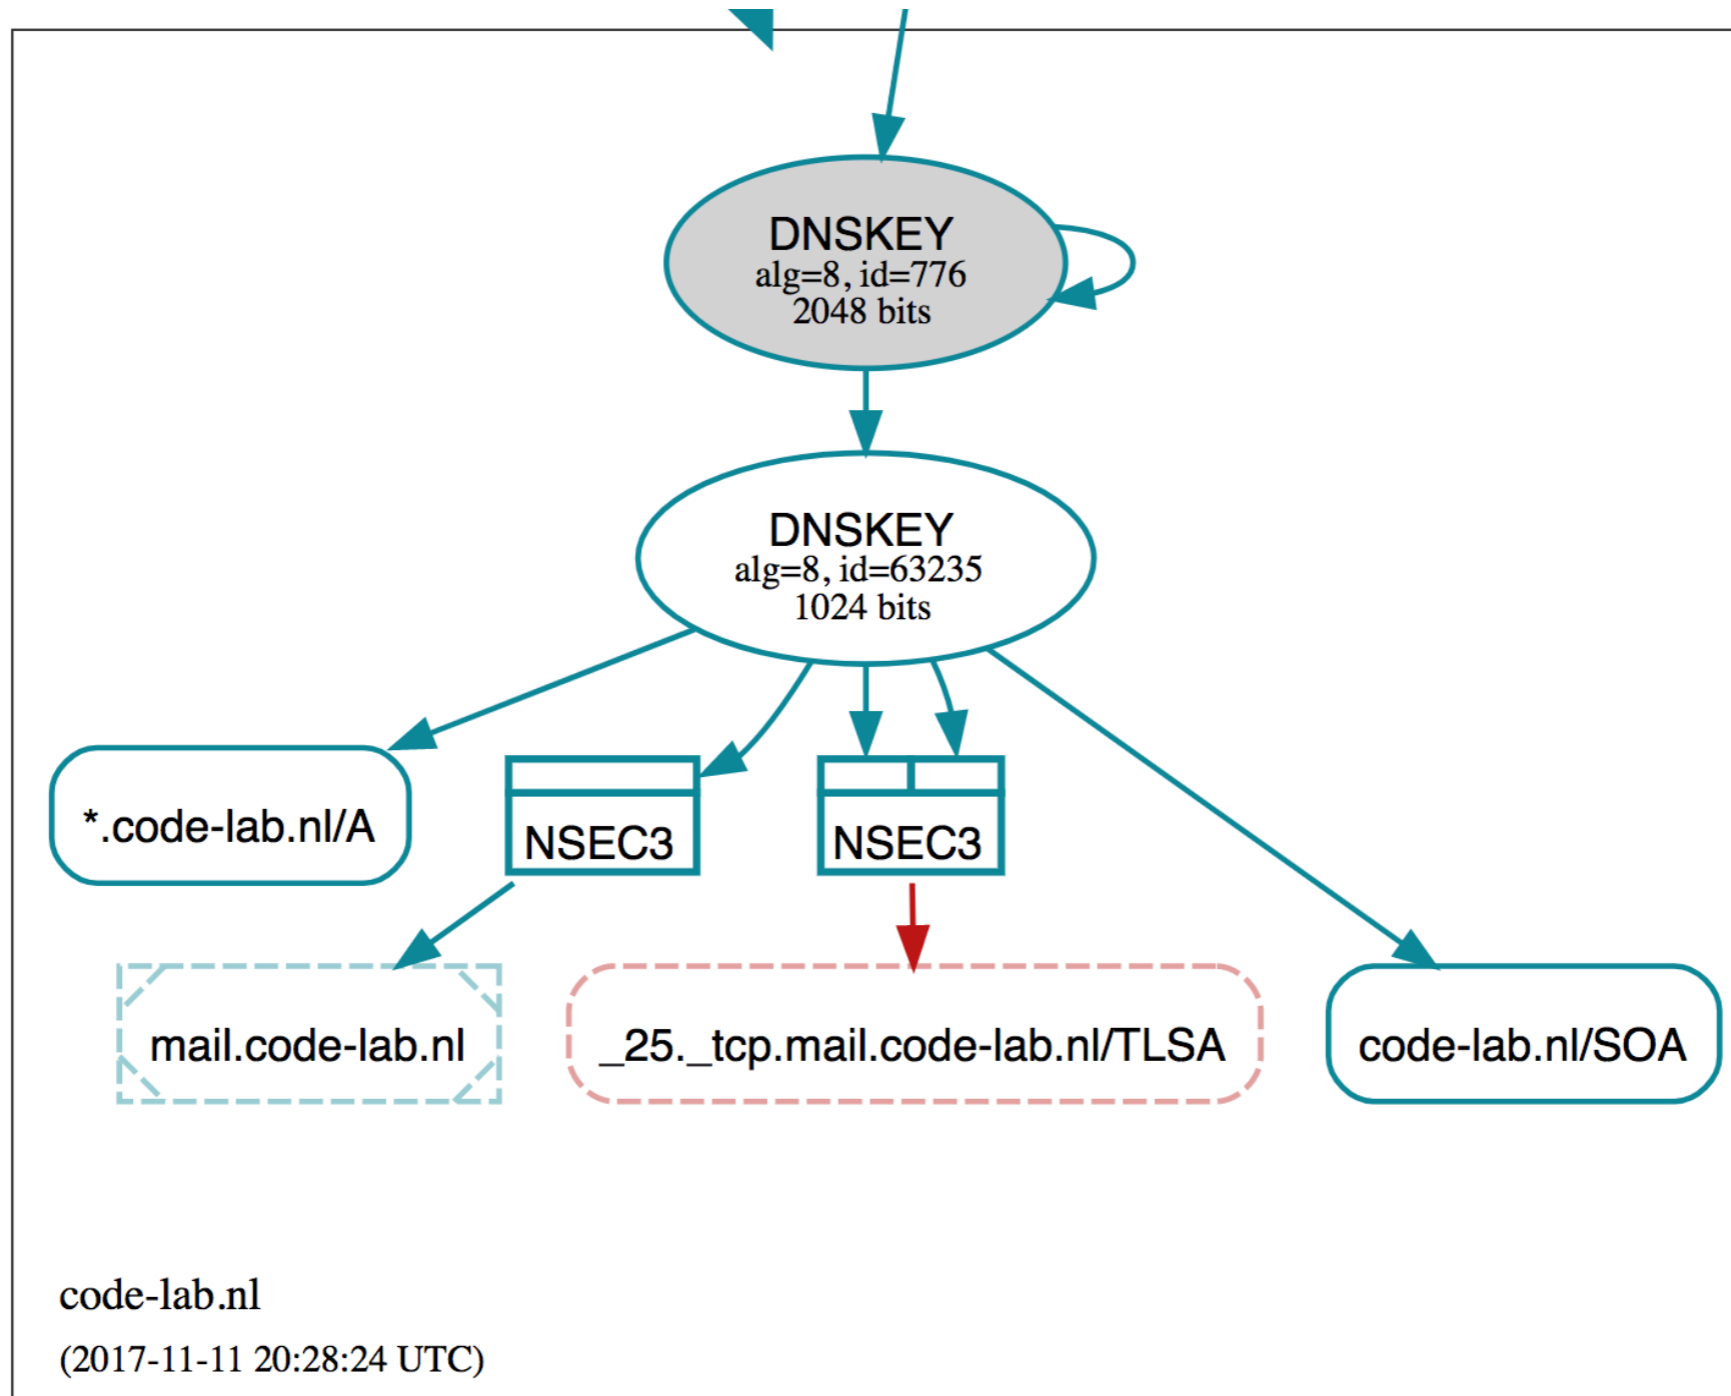 DNSKEY
alg=8, id=776
2048 bits
DNSKEY
alg=8, id=63235
1024 bits
*.code-lab.nl/A
NSEC3
NSEC3
mail.code-lab.nl
_25._tcp.mail.code-lab.nl/TLSA
code-lab.nl/SOA
code-lab.nl
(2017-11-11 20:28:24 UTC)